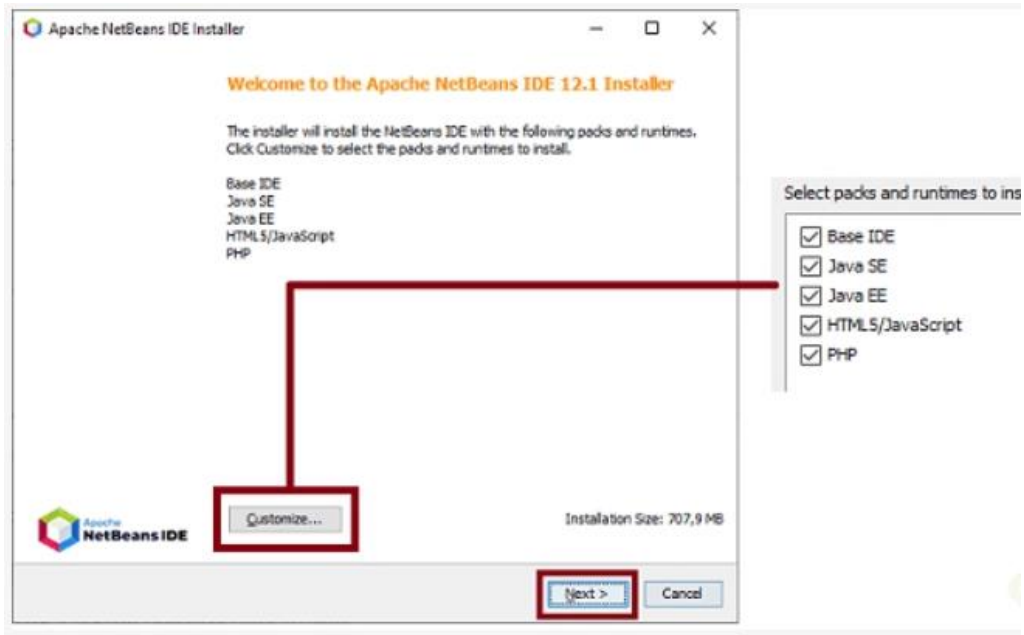 Apache NetBeans IDE Installer
Welcome to the Apache NetBeans IDE 12.1 Installer
The installer will install the NetBeans IDE with the following packs and runtimes.
Click Customize to select the packs and runtimes to install.
Base IDE
Java SE
Java EE
HTML5/JavaScript
PHP
Select packs and runtimes to ins
Base IDE
Java SE
Java EE
HTML5/JavaScript
PHP
Apache
NetBeans IDE
Customize...
Installation Size: 707,9 MB
Next >
Cancel